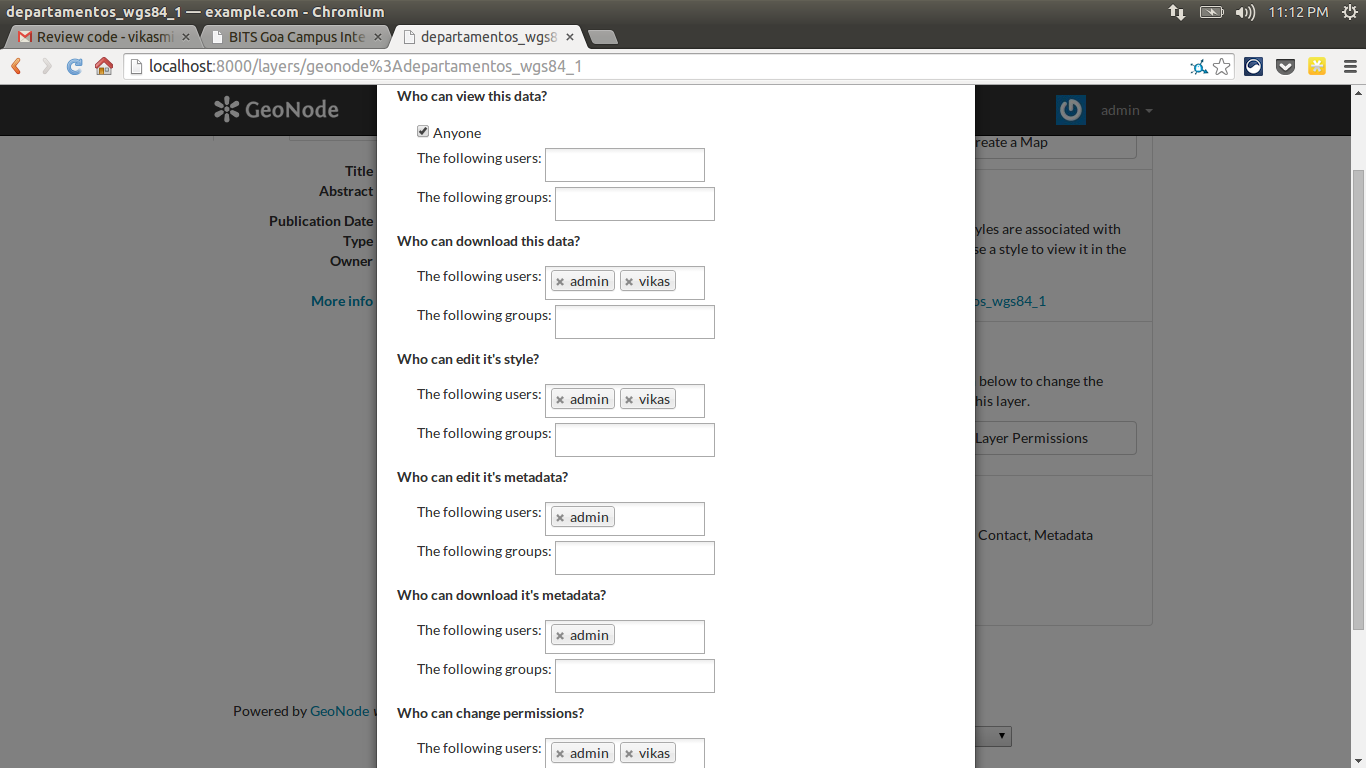 departamentos_wgs84_1 — example.com - Chromium
11:12 PM
Review code - vikasmi
BITS Goa Campus Inte
departamentos_wgs8
localhost:8000/layers/geonode%3Adepartamentos_wgs84_1
GeoNode
admin
Who can view this data?
Anyone
The following users:
The following groups:
Who can download this data?
The following users: × admin × vikas
The following groups:
Who can edit it's style?
The following users: × admin × vikas
The following groups:
Who can edit it's metadata?
The following users: × admin
The following groups:
Who can download it's metadata?
The following users: × admin
The following groups:
Who can change permissions?
The following users: × admin × vikas
Title
Abstract
Publication Date
Type
Owner
More info
Powered by GeoNode
reate a Map
yles are associated with
se a style to view it in the
os_wgs84_1
below to change the
his layer.
Layer Permissions
Contact, Metadata